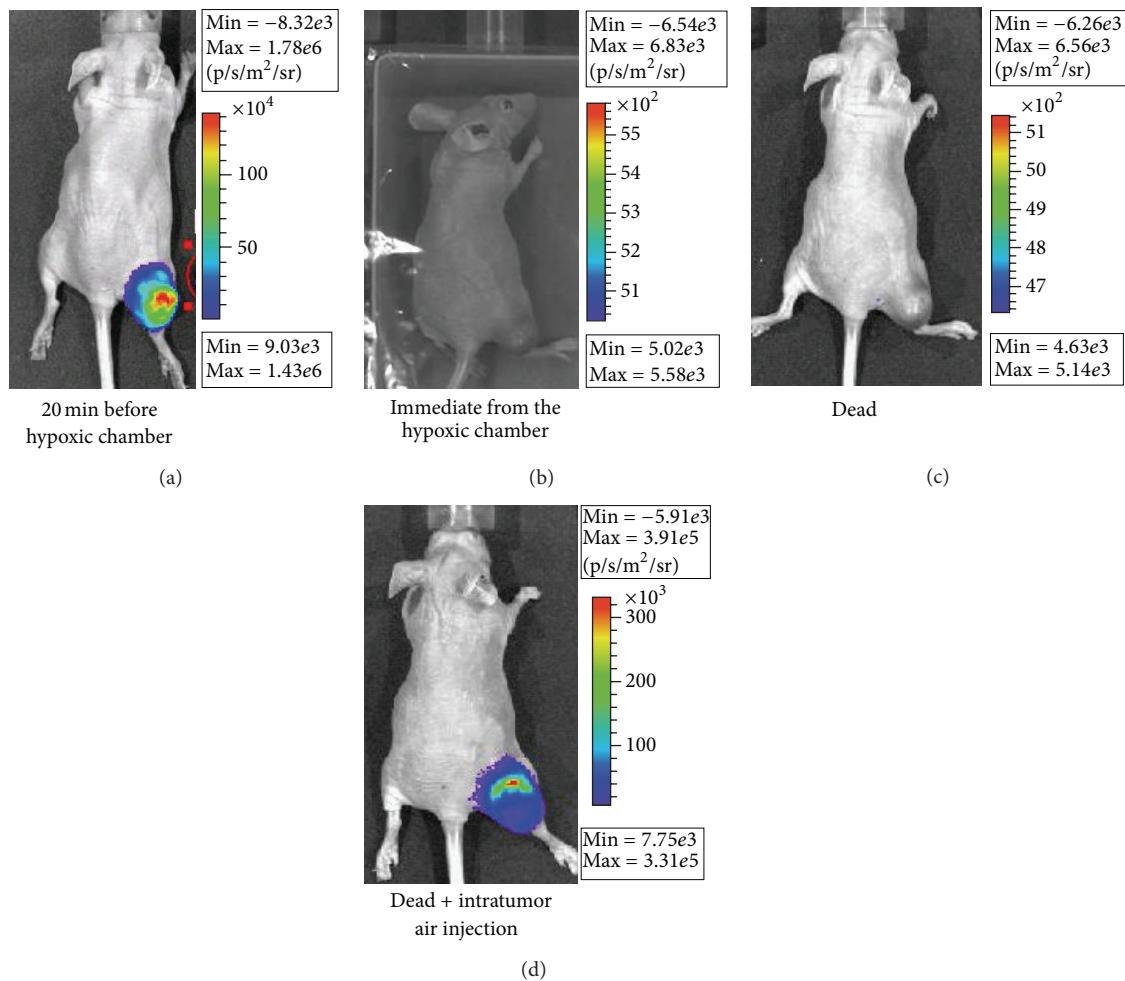 Min = −8.32e3
Max = 1.78e6
(p/s/m²/sr)
×10⁴
100
50
Min = 9.03e3
Max = 1.43e6
20 min before
hypoxic chamber
(a)
Min = −6.54e3
Max = 6.83e3
(p/s/m²/sr)
×10²
55
54
53
52
51
Min = 5.02e3
Max = 5.58e3
Immediate from the
hypoxic chamber
(b)
Min = −6.26e3
Max = 6.56e3
(p/s/m²/sr)
×10²
51
50
49
48
47
Min = 4.63e3
Max = 5.14e3
Dead
(c)
Min = −5.91e3
Max = 3.91e5
(p/s/m²/sr)
×10³
300
200
100
Min = 7.75e3
Max = 3.31e5
Dead + intratumor
air injection
(d)